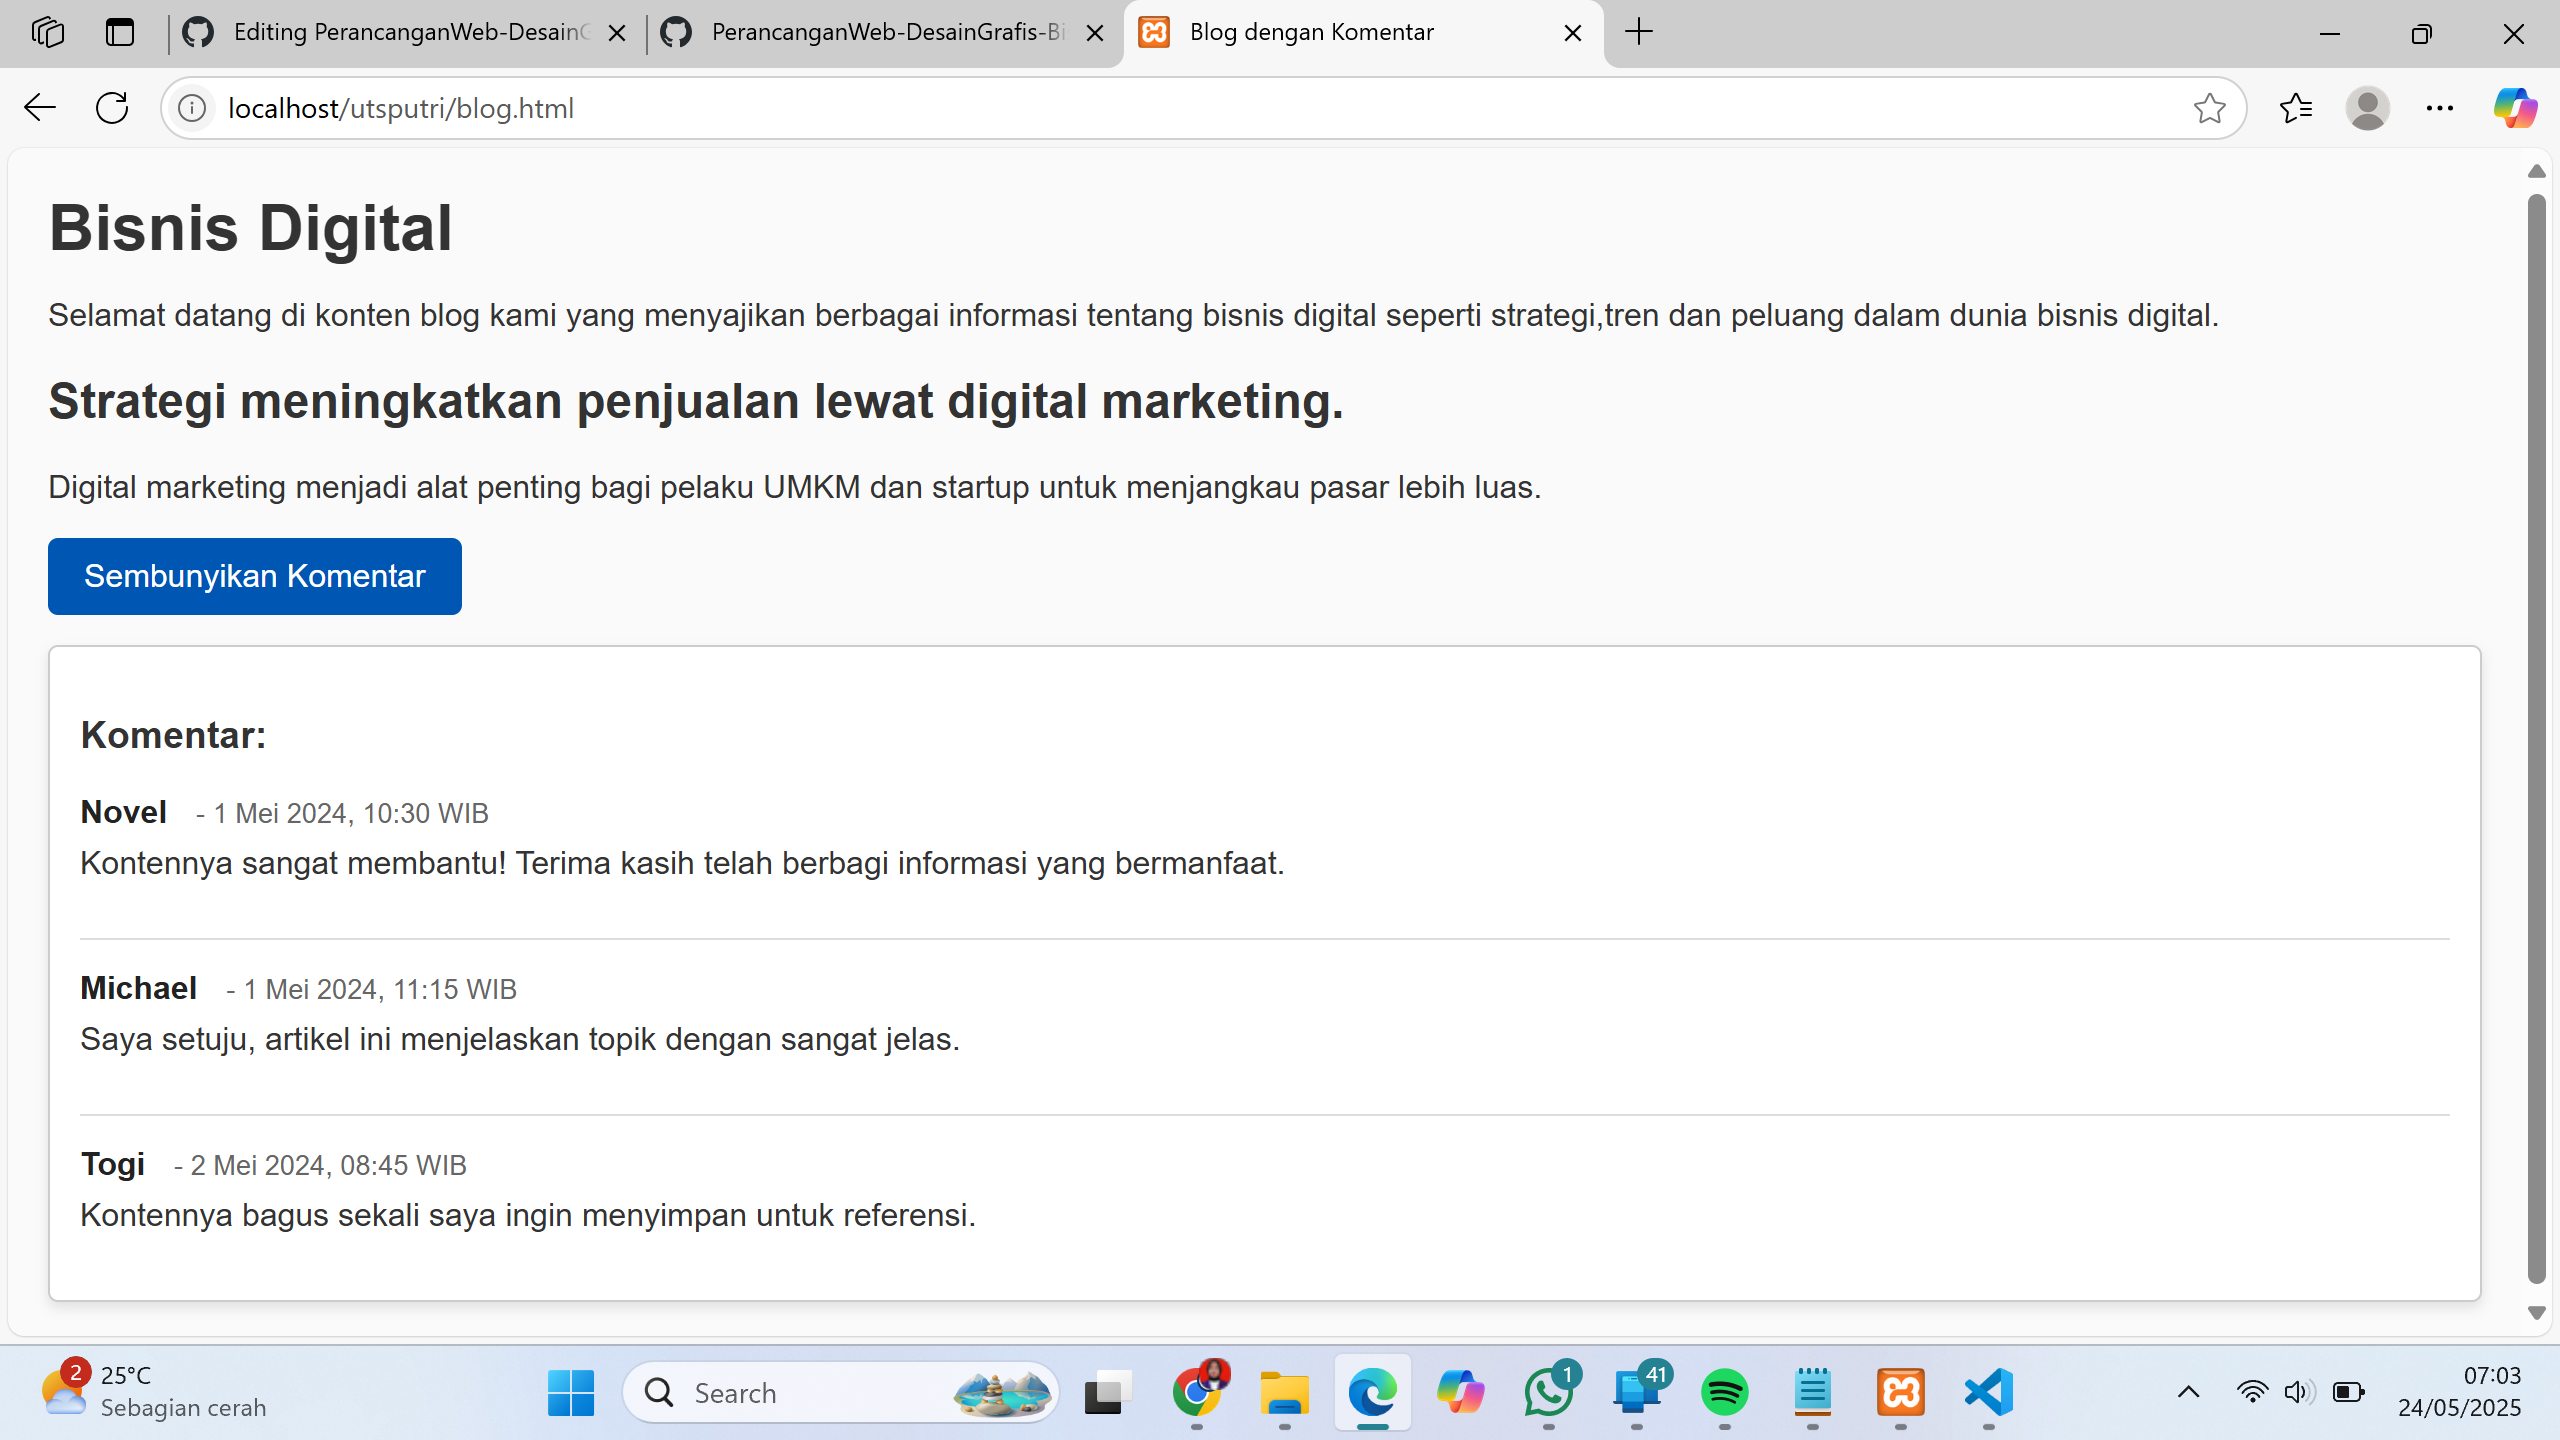 Editing PerancanganWeb-DesainG
PerancanganWeb-DesainGrafis-Bi
Blog dengan Komentar
localhost/utsputri/blog.html
Bisnis Digital
Selamat datang di konten blog kami yang menyajikan berbagai informasi tentang bisnis digital seperti strategi,tren dan peluang dalam dunia bisnis digital.
Strategi meningkatkan penjualan lewat digital marketing.
Digital marketing menjadi alat penting bagi pelaku UMKM dan startup untuk menjangkau pasar lebih luas.
Sembunyikan Komentar
Komentar:
Novel - 1 Mei 2024, 10:30 WIB
Kontennya sangat membantu! Terima kasih telah berbagi informasi yang bermanfaat.
Michael - 1 Mei 2024, 11:15 WIB
Saya setuju, artikel ini menjelaskan topik dengan sangat jelas.
Togi - 2 Mei 2024, 08:45 WIB
Kontennya bagus sekali saya ingin menyimpan untuk referensi.
2
25°C
Sebagian cerah
Search
1
41
07:03
24/05/2025